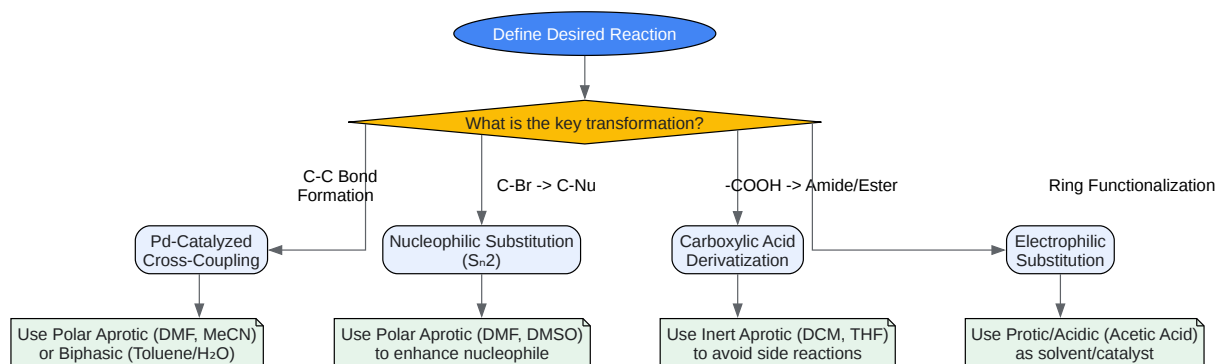 Define Desired Reaction
What is the key transformation?
C-C Bond
Formation
C-Br -> C-Nu
-COOH -> Amide/Ester
Ring Functionalization
Pd-Catalyzed
Cross-Coupling
Nucleophilic Substitution
(Sₙ2)
Carboxylic Acid
Derivatization
Electrophilic
Substitution
Use Polar Aprotic (DMF, MeCN)
or Biphasic (Toluene/H₂O)
Use Polar Aprotic (DMF, DMSO)
to enhance nucleophile
Use Inert Aprotic (DCM, THF)
to avoid side reactions
Use Protic/Acidic (Acetic Acid)
as solvent/catalyst